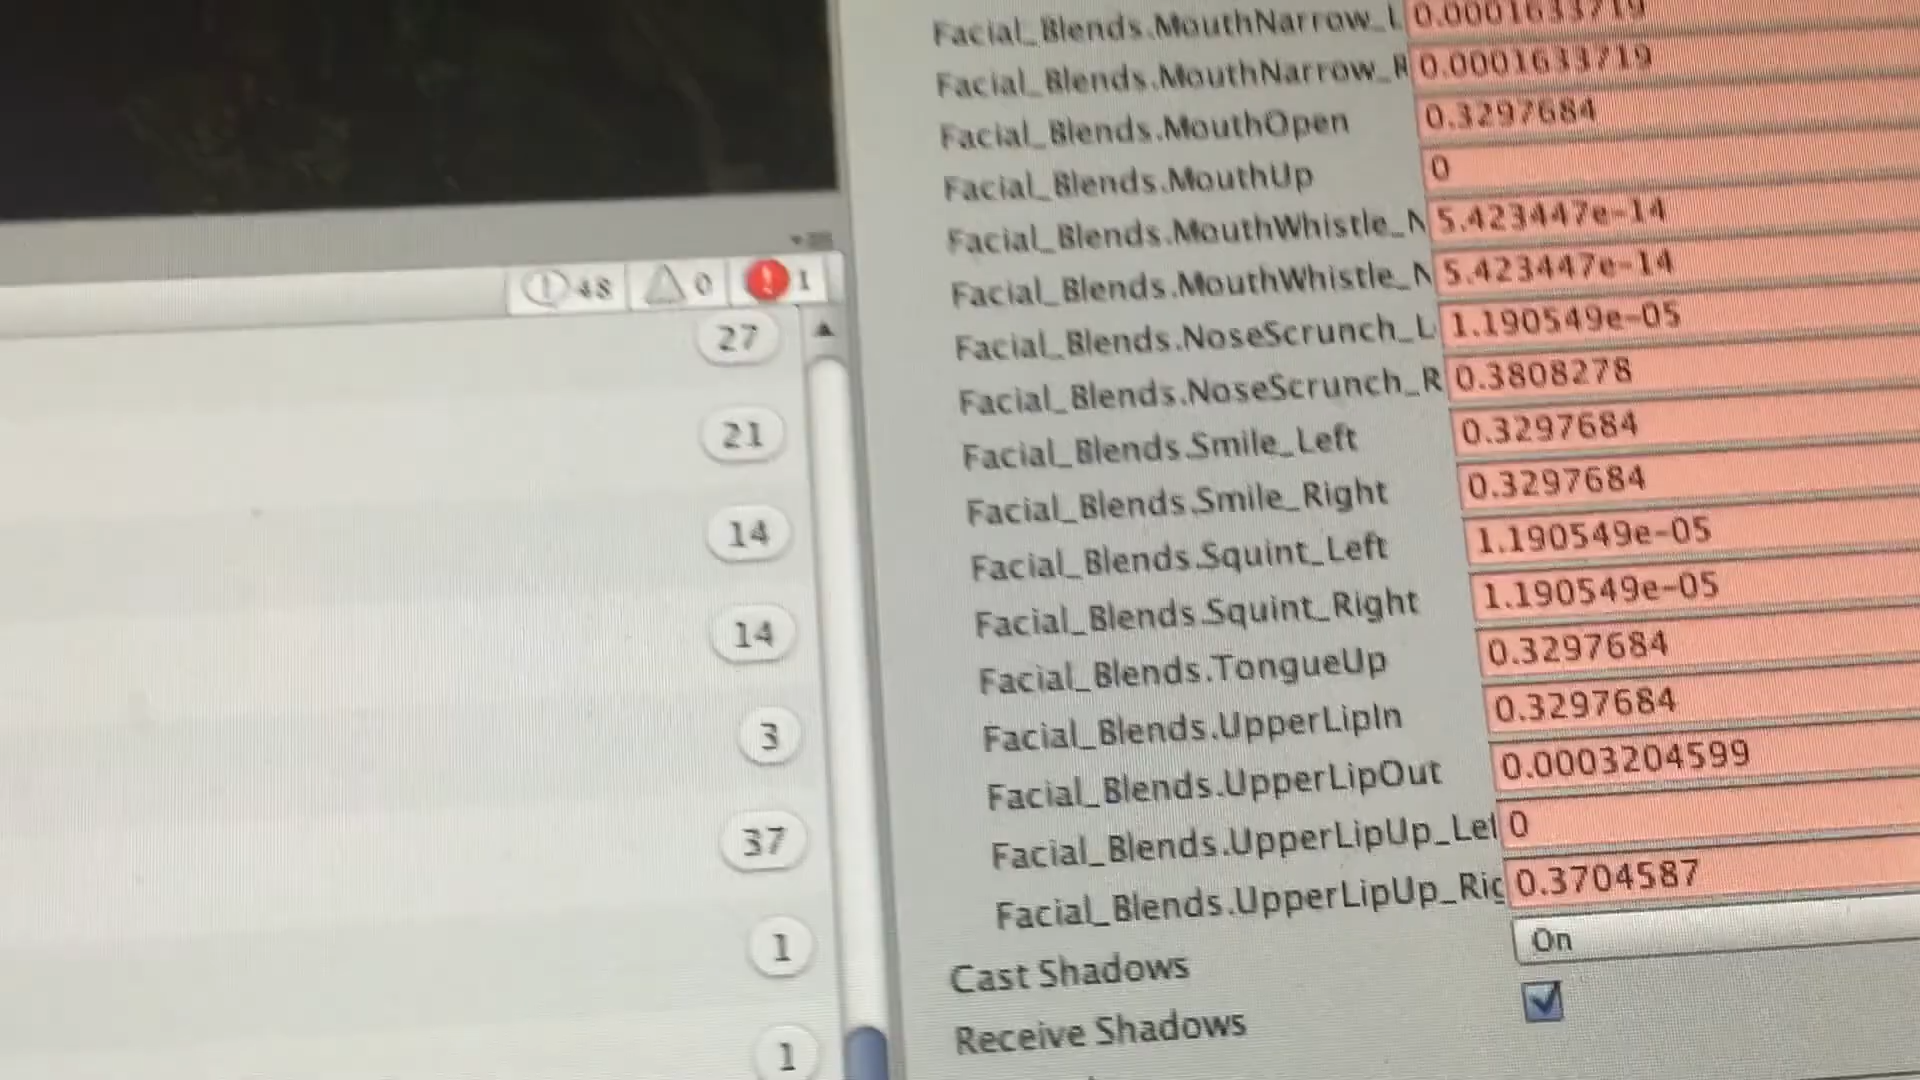 Facial_Blends.MouthNarrow_L 0.0001633719
Facial_Blends.MouthNarrow_R 0.0001633719
Facial_Blends.MouthOpen 0.3297684
Facial_Blends.MouthUp 0
Facial_Blends.MouthWhistle_N 5.423447e-14
Facial_Blends.MouthWhistle_N 5.423447e-14
Facial_Blends.NoseScrunch_L 1.190549e-05
Facial_Blends.NoseScrunch_R 0.3808278
Facial_Blends.Smile_Left 0.3297684
Facial_Blends.Smile_Right 0.3297684
Facial_Blends.Squint_Left 1.190549e-05
Facial_Blends.Squint_Right 1.190549e-05
Facial_Blends.TongueUp 0.3297684
Facial_Blends.UpperLipIn 0.3297684
Facial_Blends.UpperLipOut 0.0003204599
Facial_Blends.UpperLipUp_Lef 0
Facial_Blends.UpperLipUp_Rig 0.3704587
Cast Shadows On
Receive Shadows
48 0 1
27
21
14
14
3
37
1
1